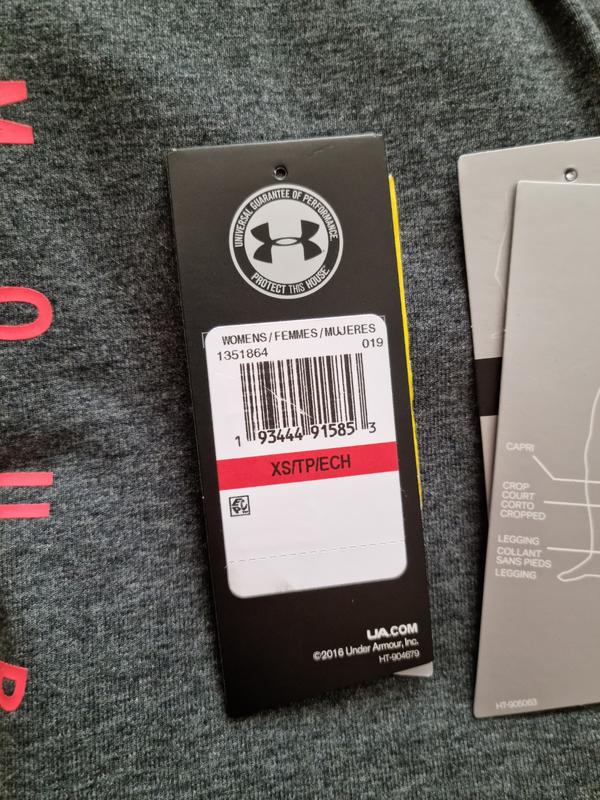 UNIVERSAL GUARANTEE OF PERFORMANCE
PROTECT THIS HOUSE
WOMENS / FEMMES / MUJERES
1351864 019
1 93444 91585 3
XS/TP/ECH
UA.COM
©2016 Under Armour, Inc.
HT-904679
CAPRI
CROP
COURT
CORTO
CROPPED
LEGGING
COLLANT
SANS PIEDS
LEGGING
HT-905063
M
O
U
R